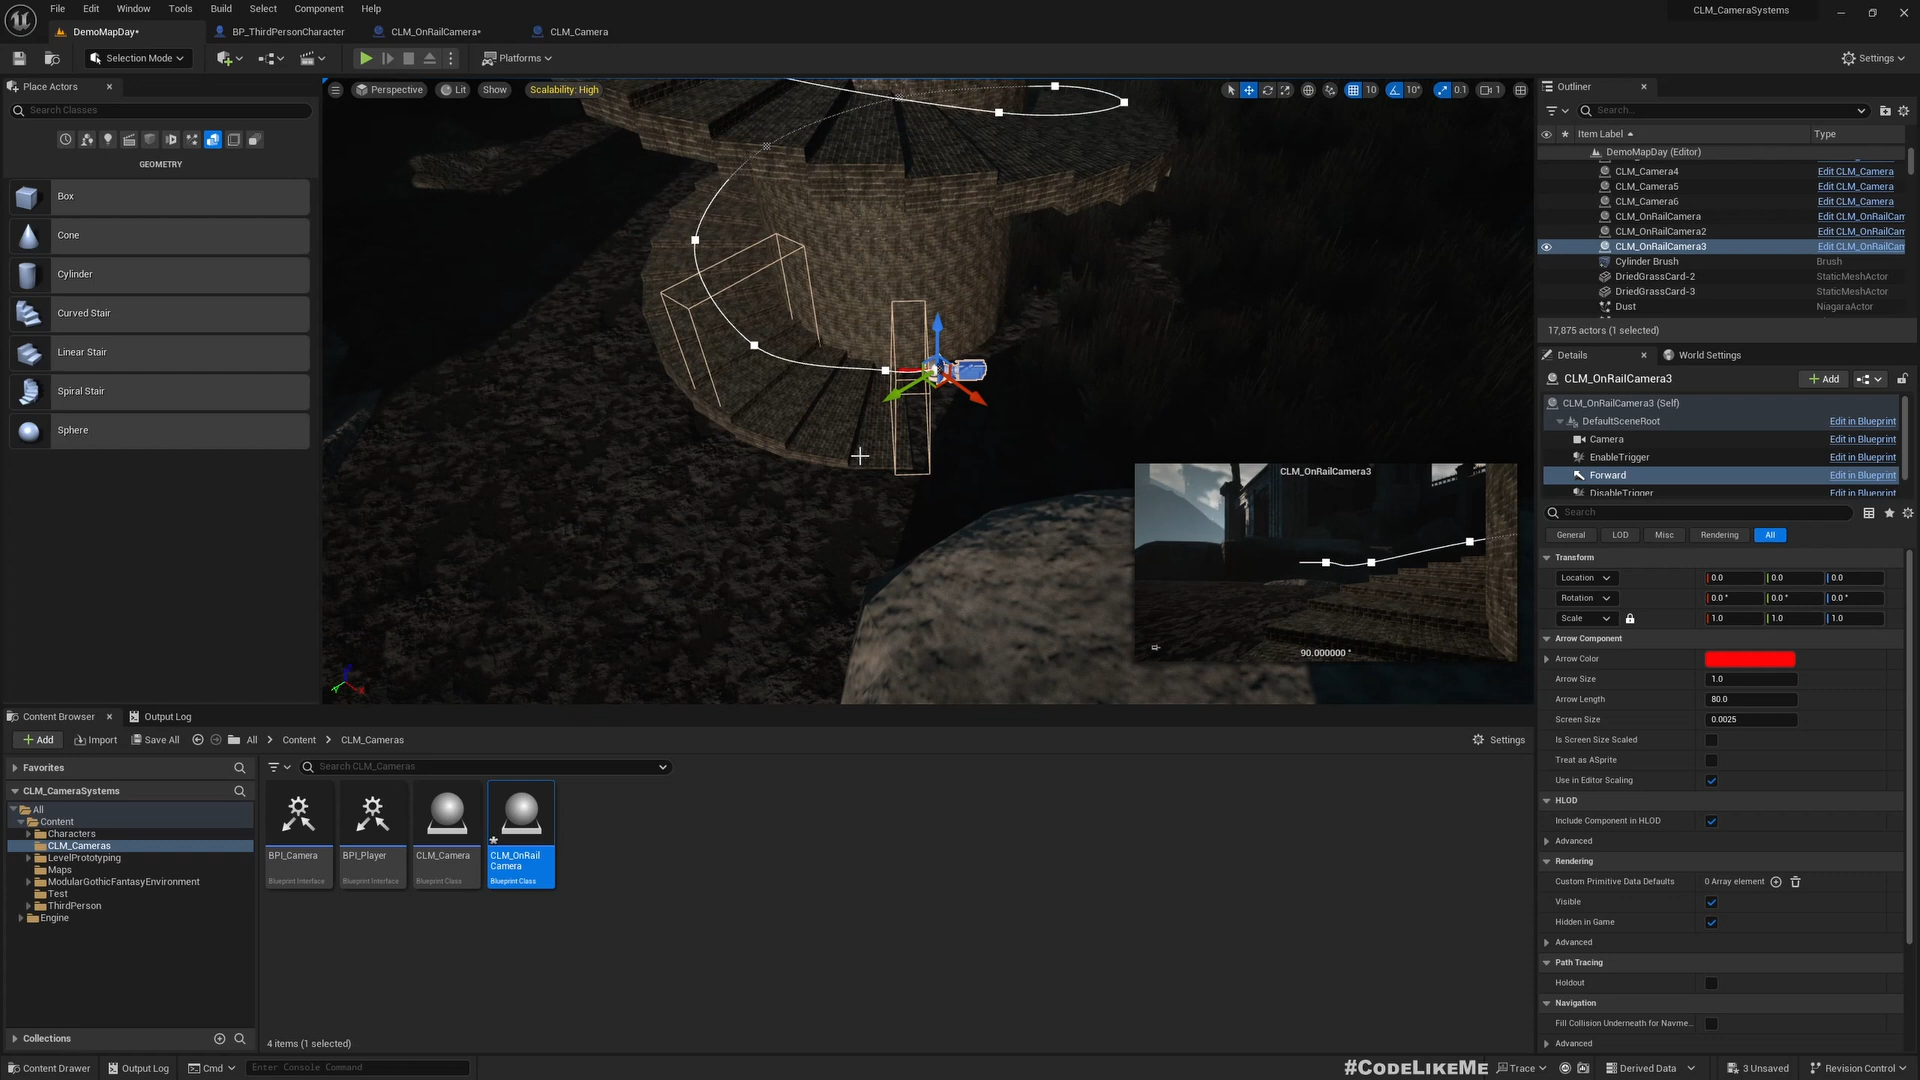 File Edit Window Tools Build Select Component Help
CLM_CameraSystems
DemoMapDay*
BP_ThirdPersonCharacter
CLM_OnRailCamera*
CLM_Camera
Selection Mode
Platforms
Settings
Place Actors
Search Classes
GEOMETRY
Box
Cone
Cylinder
Curved Stair
Linear Stair
Spiral Stair
Sphere
Perspective
Lit
Show
Scalability: High
10
10°
0.1
1
CLM_OnRailCamera3
90.000000 °
Outliner
Search...
Item Label
Type
DemoMapDay (Editor)
CLM_Camera4 Edit CLM_Camera
CLM_Camera5 Edit CLM_Camera
CLM_Camera6 Edit CLM_Camera
CLM_OnRailCamera Edit CLM_OnRailCam
CLM_OnRailCamera2 Edit CLM_OnRailCam
CLM_OnRailCamera3 Edit CLM_OnRailCam
Cylinder Brush Brush
DriedGrassCard-2 StaticMeshActor
DriedGrassCard-3 StaticMeshActor
Dust NiagaraActor
17,875 actors (1 selected)
Details
World Settings
CLM_OnRailCamera3
Add
CLM_OnRailCamera3 (Self)
DefaultSceneRoot Edit in Blueprint
Camera Edit in Blueprint
EnableTrigger Edit in Blueprint
Forward Edit in Blueprint
DisableTrigger Edit in Blueprint
Search
General LOD Misc Rendering All
Transform
Location 0.0 0.0 0.0
Rotation 0.0 ° 0.0 ° 0.0 °
Scale 1.0 1.0 1.0
Arrow Component
Arrow Color
Arrow Size 1.0
Arrow Length 80.0
Screen Size 0.0025
Is Screen Size Scaled
Treat as ASprite
Use in Editor Scaling
HLOD
Include Component in HLOD
Advanced
Rendering
Custom Primitive Data Defaults 0 Array element
Visible
Hidden in Game
Advanced
Path Tracing
Holdout
Navigation
Fill Collision Underneath for Navme...
Advanced
Content Browser
Output Log
Add
Import
Save All
All
Content
CLM_Cameras
Settings
Favorites
CLM_CameraSystems
All
Content
Characters
CLM_Cameras
LevelPrototyping
Maps
ModularGothicFantasyEnvironment
Test
ThirdPerson
Engine
Collections
Search CLM_Cameras
BPI_Camera
Blueprint Interface
BPI_Player
Blueprint Interface
CLM_Camera
Blueprint Class
CLM_OnRail
Camera
Blueprint Class
4 items (1 selected)
Content Drawer
Output Log
Cmd
Enter Console Command
#CodeLikeMe
Trace
Derived Data
3 Unsaved
Revision Control